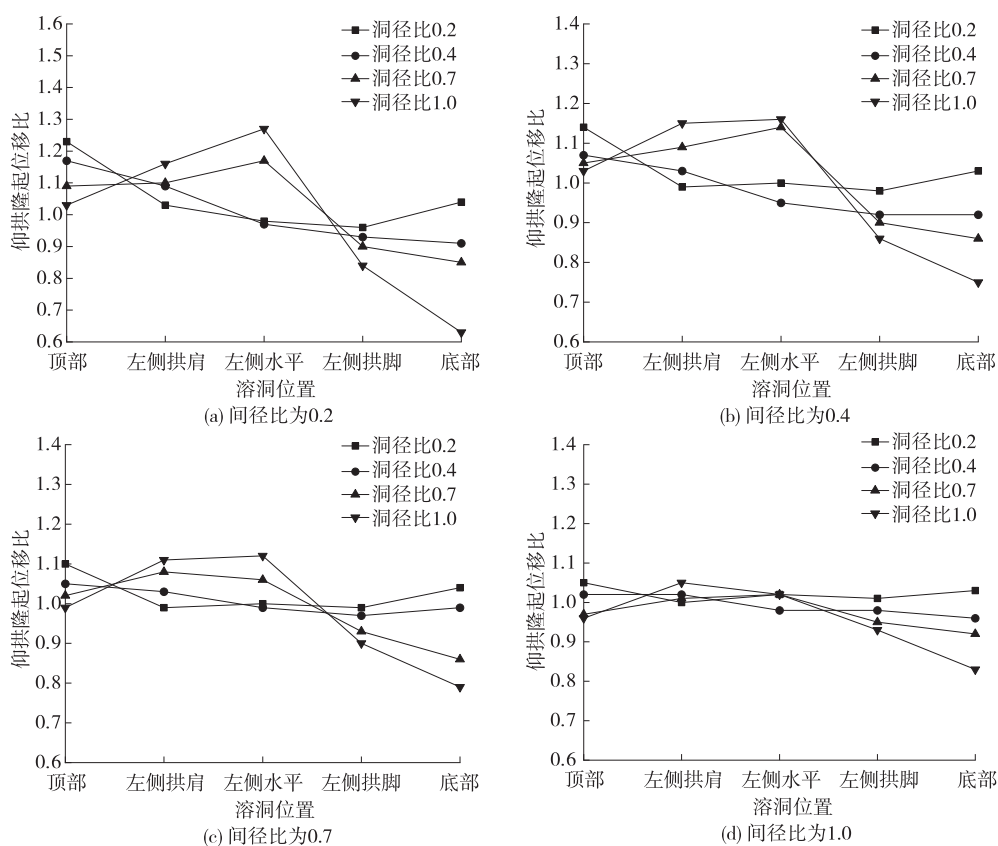 仰拱隆起位移比
1.6
1.5
1.4
1.3
1.2
1.1
1.0
0.9
0.8
0.7
0.6
洞径比0.2
洞径比0.4
洞径比0.7
洞径比1.0
顶部 左侧拱肩 左侧水平 左侧拱脚 底部
溶洞位置
(a) 间径比为0.2
仰拱隆起位移比
1.4
1.3
1.2
1.1
1.0
0.9
0.8
0.7
0.6
洞径比0.2
洞径比0.4
洞径比0.7
洞径比1.0
顶部 左侧拱肩 左侧水平 左侧拱脚 底部
溶洞位置
(b) 间径比为0.4
仰拱隆起位移比
1.4
1.3
1.2
1.1
1.0
0.9
0.8
0.7
0.6
洞径比0.2
洞径比0.4
洞径比0.7
洞径比1.0
顶部 左侧拱肩 左侧水平 左侧拱脚 底部
溶洞位置
(c) 间径比为0.7
仰拱隆起位移比
1.4
1.3
1.2
1.1
1.0
0.9
0.8
0.7
0.6
洞径比0.2
洞径比0.4
洞径比0.7
洞径比1.0
顶部 左侧拱肩 左侧水平 左侧拱脚 底部
溶洞位置
(d) 间径比为1.0